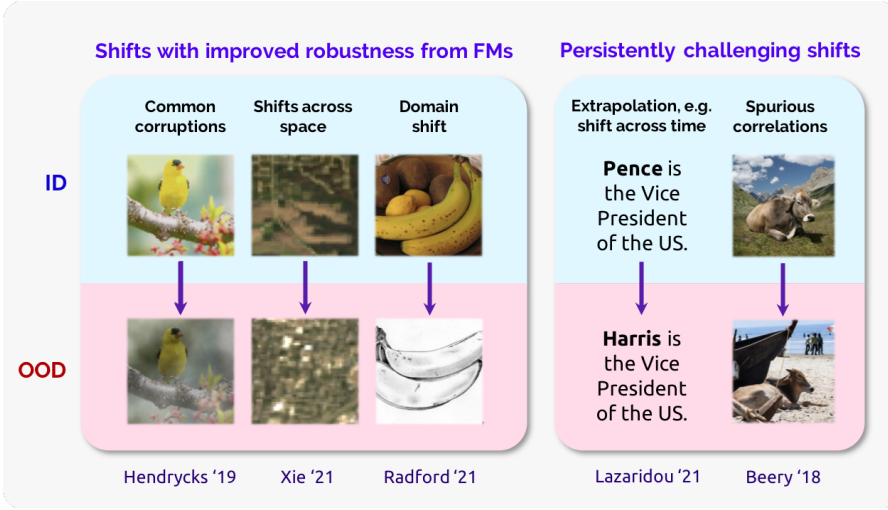 Shifts with improved robustness from FMs
Persistently challenging shifts
Common
corruptions
Shifts across
space
Domain
shift
Extrapolation, e.g.
shift across time
Spurious
correlations
ID
Pence is
the Vice
President
of the US.
OOD
Harris is
the Vice
President
of the US.
Hendrycks ‘19
Xie ‘21
Radford ‘21
Lazaridou ‘21
Beery ‘18